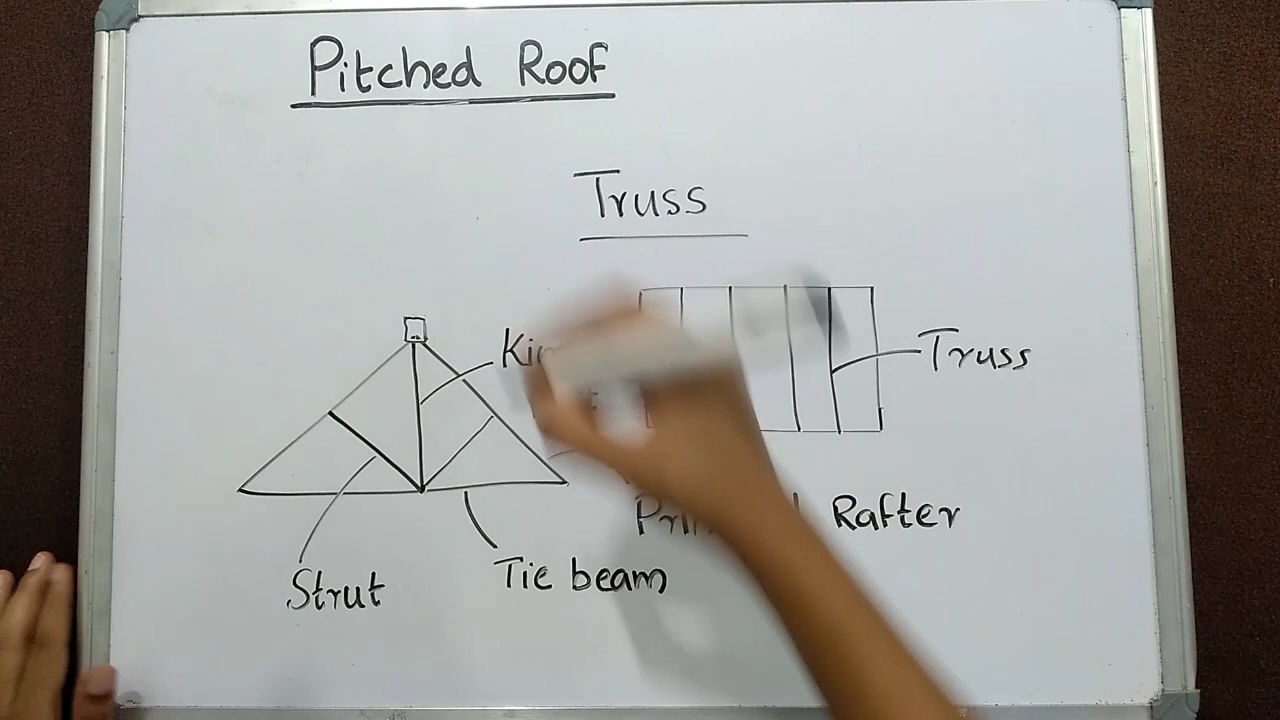 Pitched Roof
Truss
Truss
Rafter
Tie beam
Strut